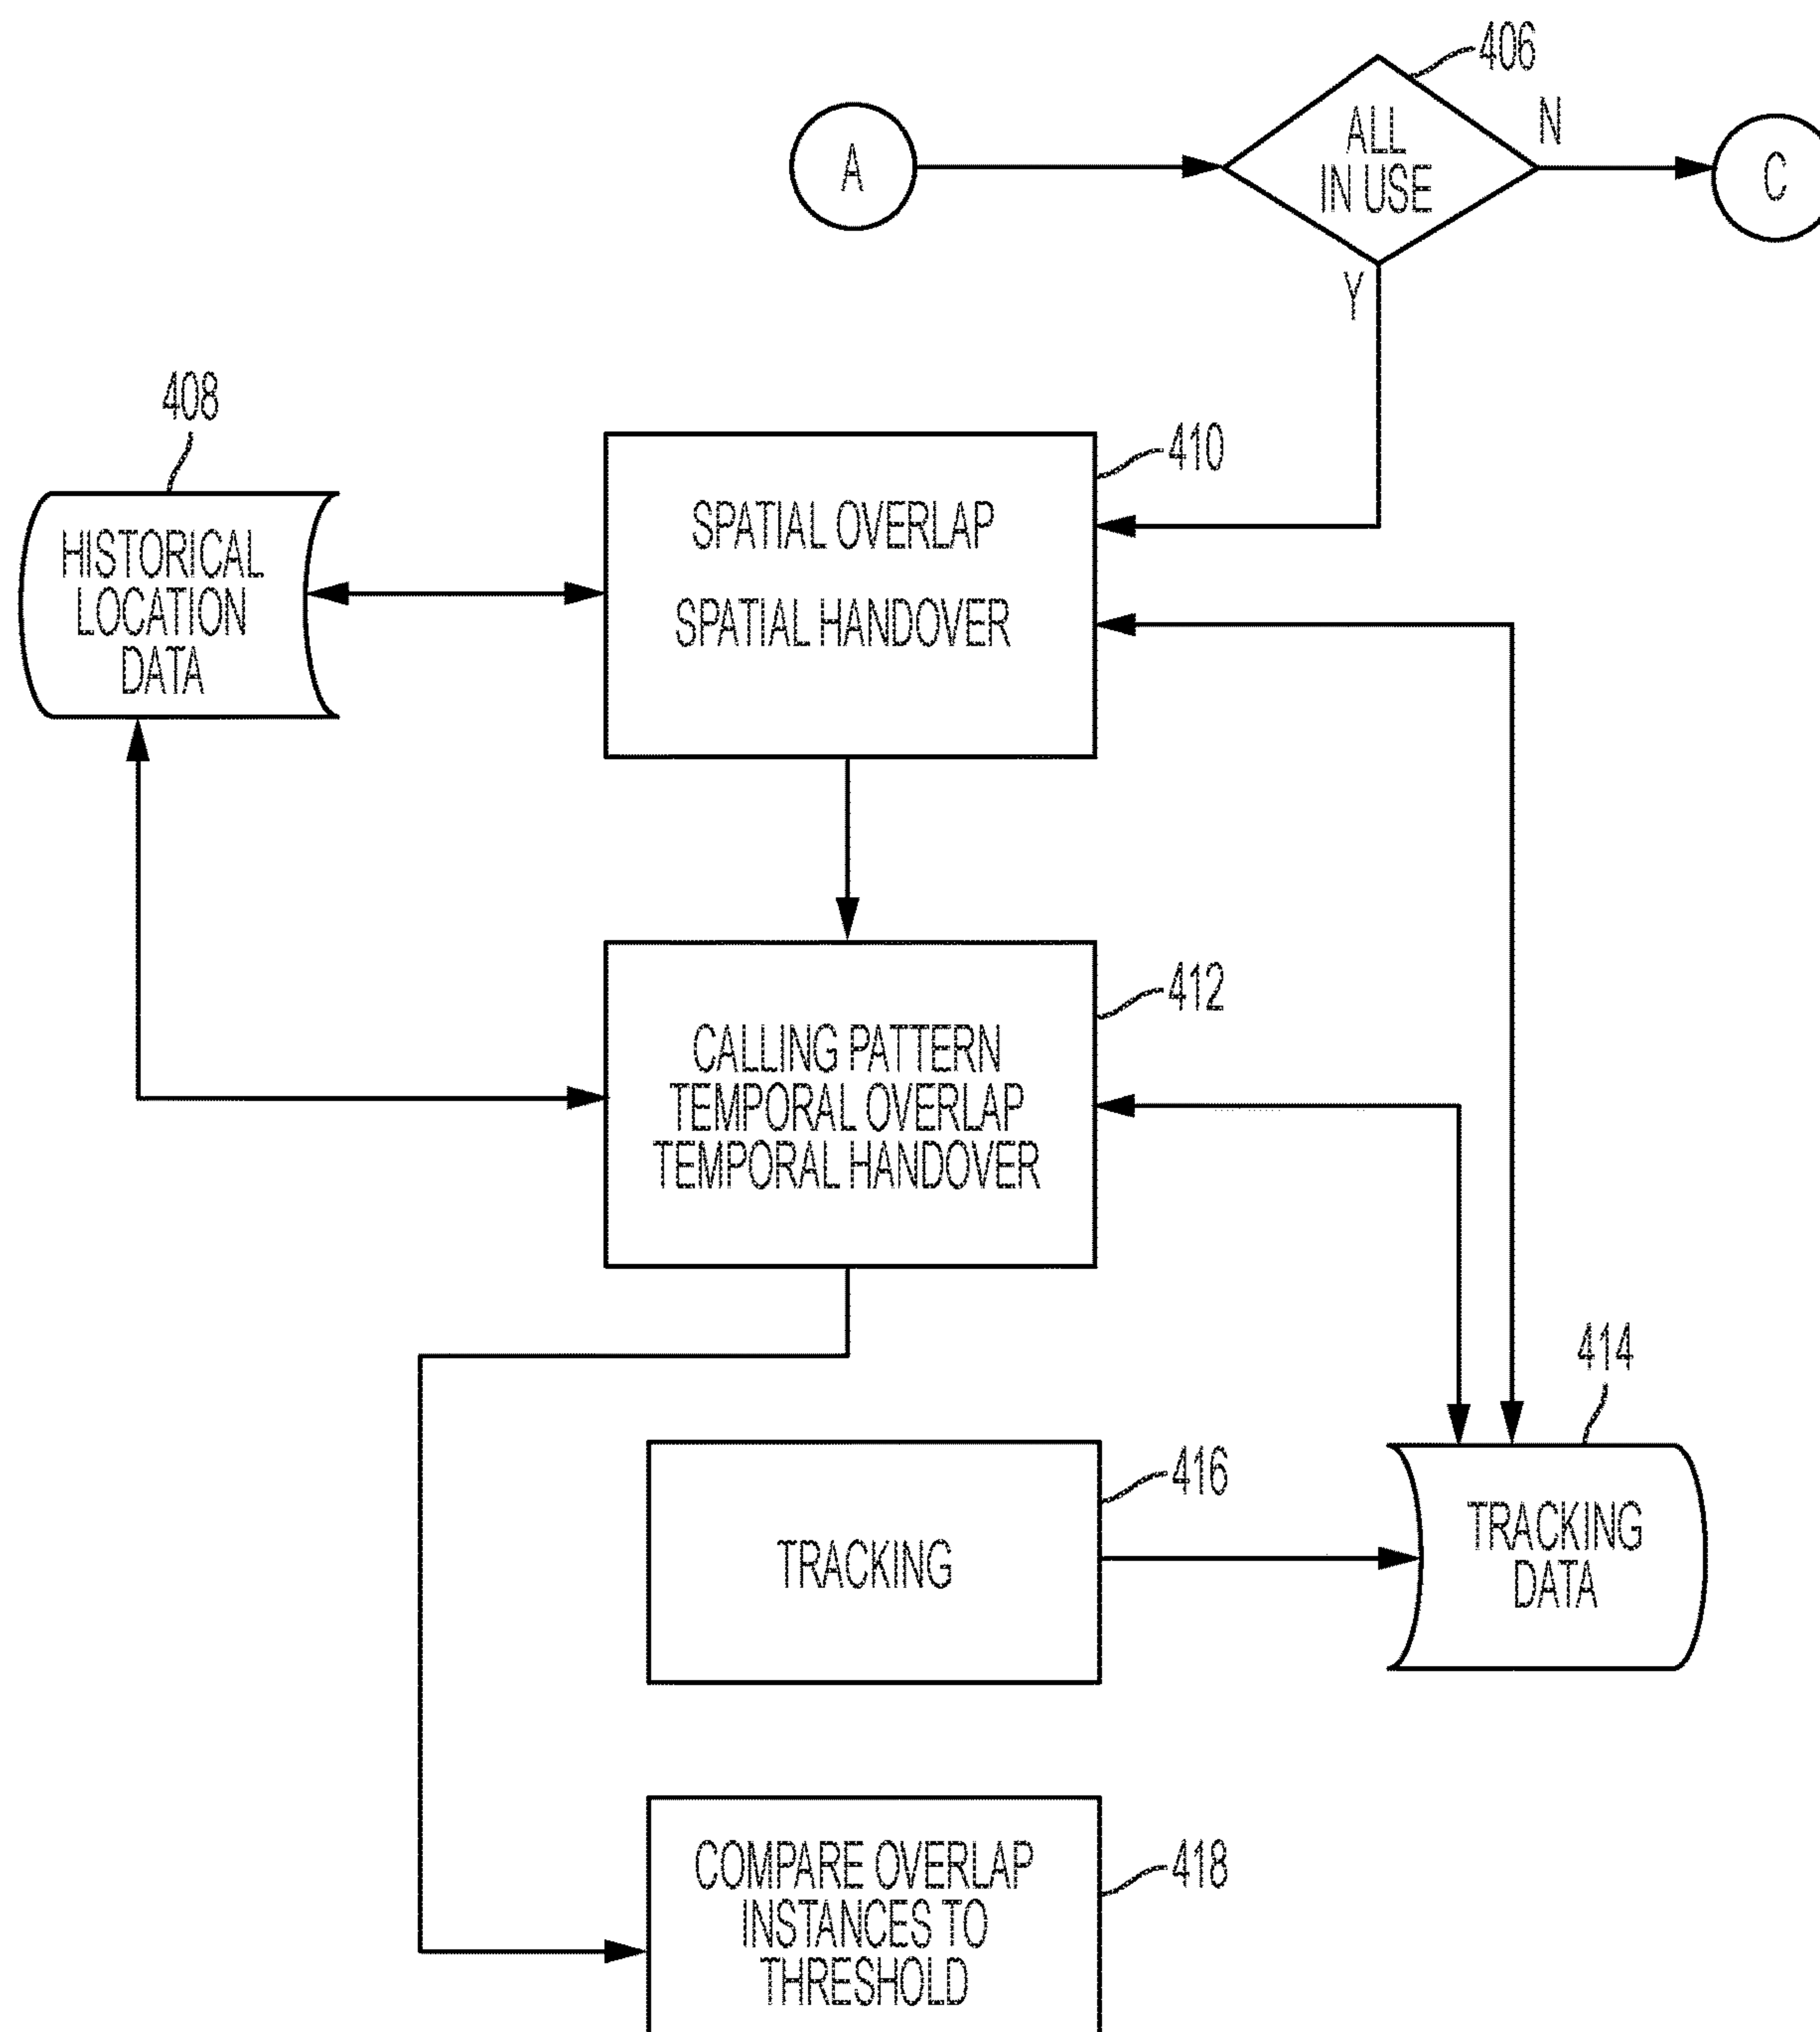 406
A
ALL
IN USE
N
C
Y
408
HISTORICAL
LOCATION
DATA
410
SPATIAL OVERLAP
SPATIAL HANDOVER
412
CALLING PATTERN
TEMPORAL OVERLAP
TEMPORAL HANDOVER
414
TRACKING
DATA
416
TRACKING
418
COMPARE OVERLAP
INSTANCES TO
THRESHOLD